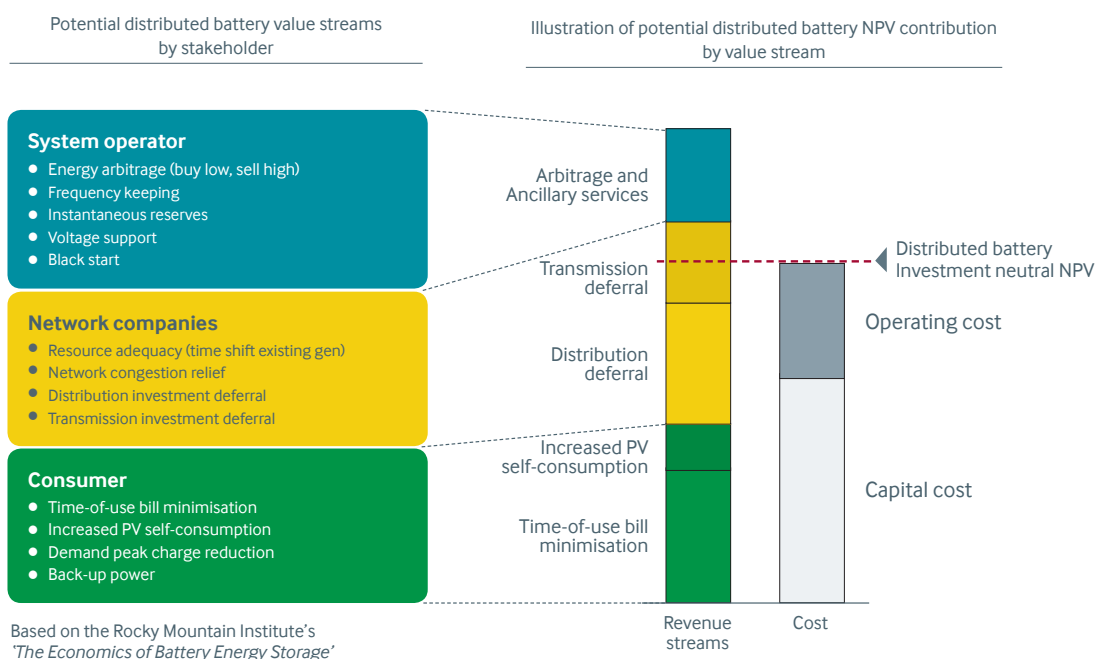 Potential distributed battery value streams
by stakeholder
Illustration of potential distributed battery NPV contribution
by value stream
System operator
● Energy arbitrage (buy low, sell high)
● Frequency keeping
● Instantaneous reserves
● Voltage support
● Black start
Network companies
● Resource adequacy (time shift existing gen)
● Network congestion relief
● Distribution investment deferral
● Transmission investment deferral
Consumer
● Time-of-use bill minimisation
● Increased PV self-consumption
● Demand peak charge reduction
● Back-up power
Based on the Rocky Mountain Institute's
'The Economics of Battery Energy Storage'
Arbitrage and
Ancillary services
Transmission
deferral
Distribution
deferral
Increased PV
self-consumption
Time-of-use bill
minimisation
Distributed battery
Investment neutral NPV
Operating cost
Capital cost
Revenue
streams
Cost